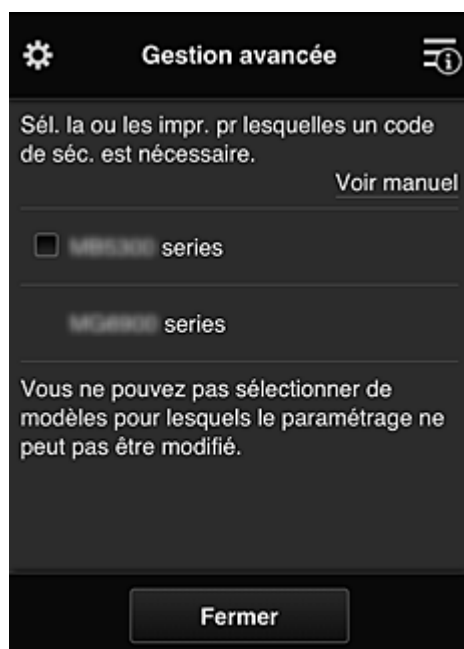 Gestion avancée
Sél. la ou les impr. pr lesquelles un code
de séc. est nécessaire.
Voir manuel
series
series
Vous ne pouvez pas sélectionner de
modèles pour lesquels le paramétrage ne
peut pas être modifié.
Fermer